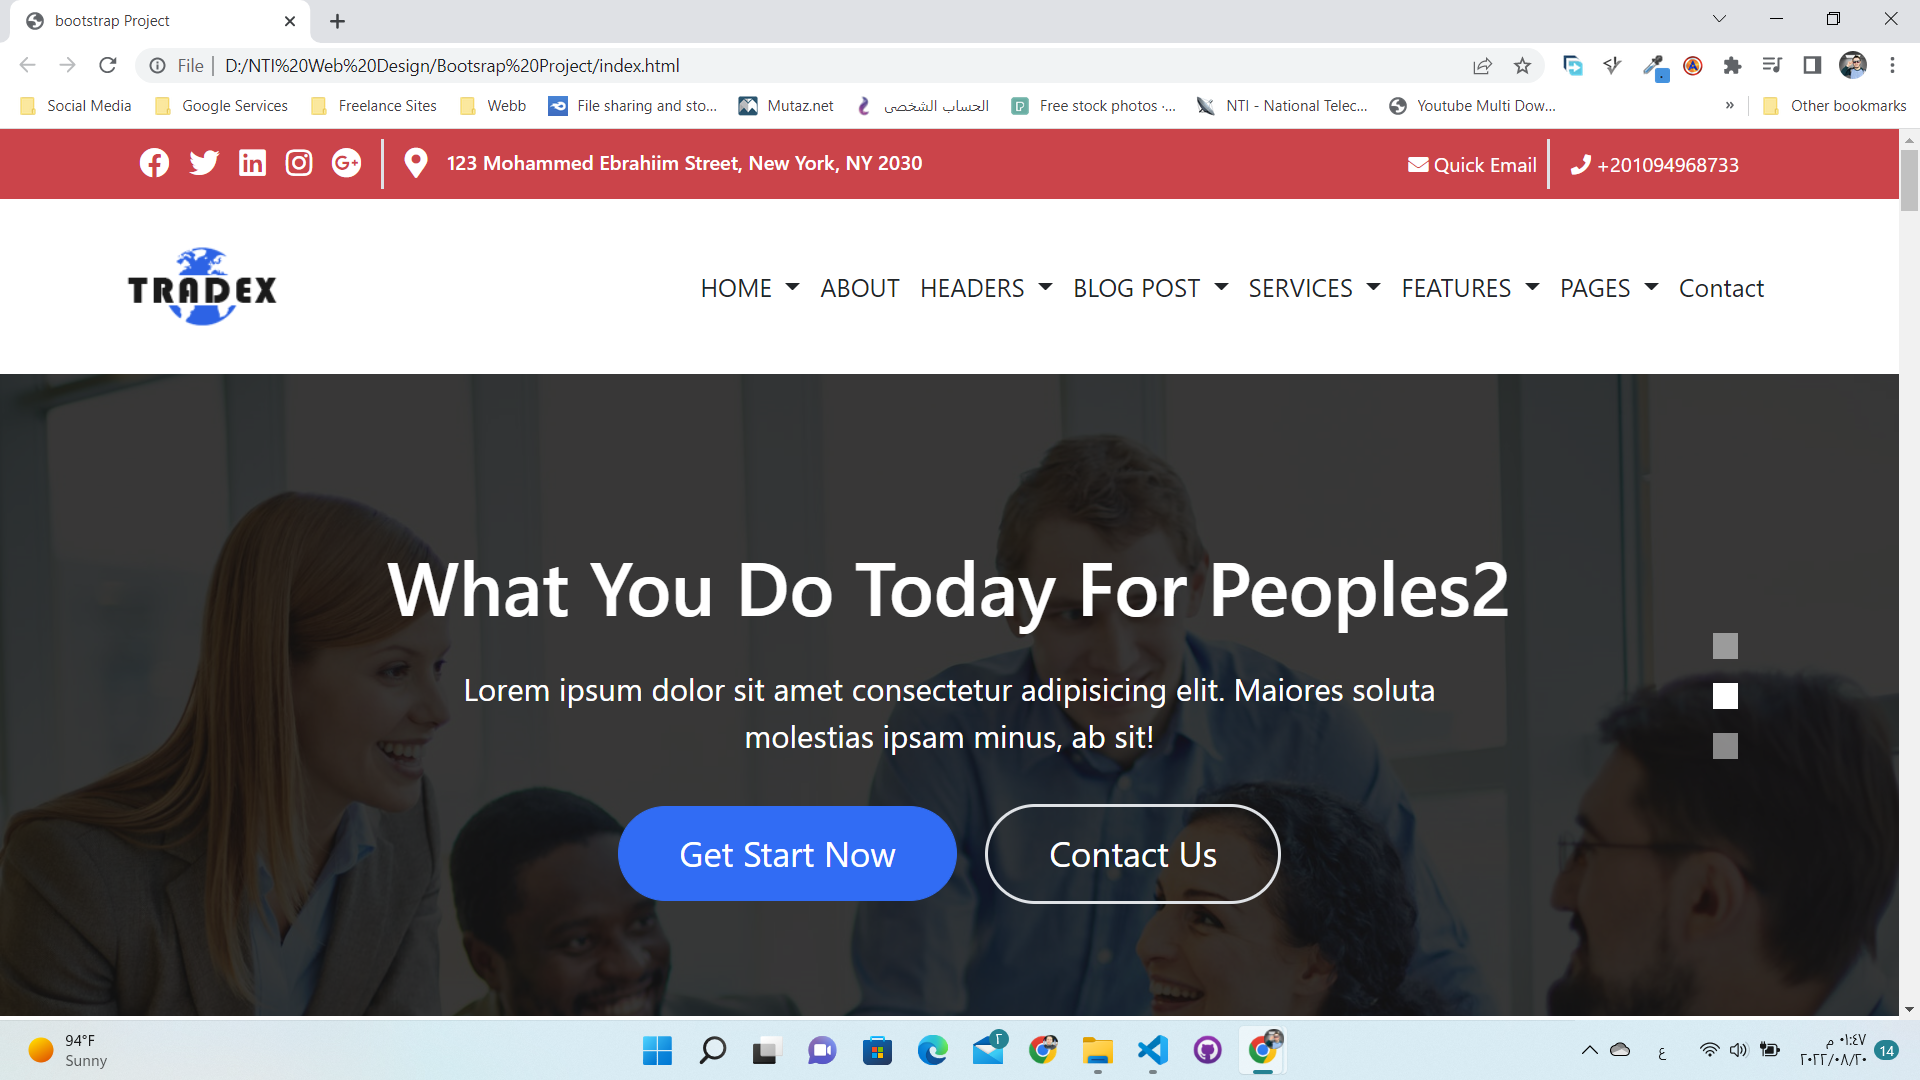 bootstrap Project
File | D:/NTI%20Web%20Design/Bootsrap%20Project/index.html
Social Media Google Services Freelance Sites Webb File sharing and sto... Mutaz.net الحساب الشخصى Free stock photos ·... NTI - National Telec... Youtube Multi Dow... » Other bookmarks
123 Mohammed Ebrahiim Street, New York, NY 2030 Quick Email +201094968733
TRADEX
HOME ABOUT HEADERS BLOG POST SERVICES FEATURES PAGES Contact
What You Do Today For Peoples2
Lorem ipsum dolor sit amet consectetur adipisicing elit. Maiores soluta
molestias ipsam minus, ab sit!
Get Start Now Contact Us
94°F
Sunny
٢
ع
٠١:٤٧ م
٢٠٢٢/٠٨/٢٠
14